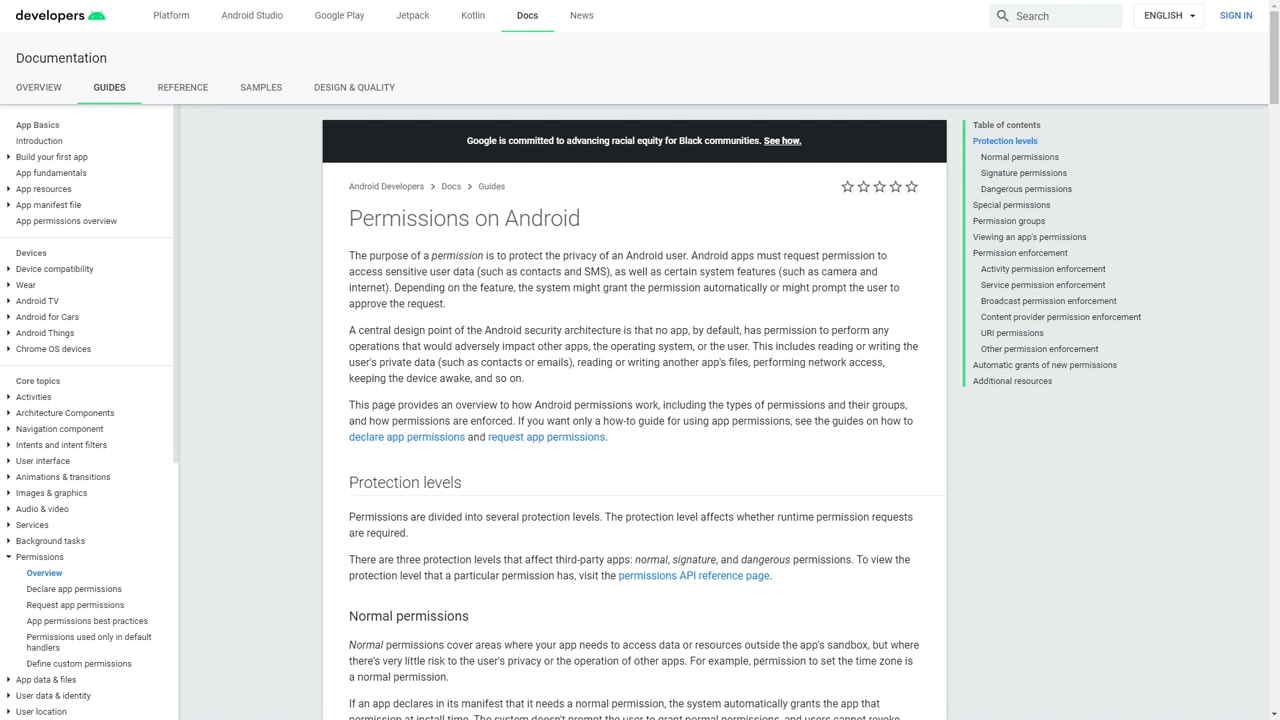 developers
Platform
Android Studio
Google Play
Jetpack
Kotlin
Docs
News
Search
ENGLISH
SIGN IN
Documentation
OVERVIEW
GUIDES
REFERENCE
SAMPLES
DESIGN & QUALITY
App Basics
Introduction
Build your first app
App fundamentals
App resources
App manifest file
App permissions overview
Devices
Device compatibility
Wear
Android TV
Android for Cars
Android Things
Chrome OS devices
Core topics
Activities
Architecture Components
Navigation component
Intents and intent filters
User interface
Animations & transitions
Images & graphics
Audio & video
Services
Background tasks
Permissions
Overview
Declare app permissions
Request app permissions
App permissions best practices
Permissions used only in default
handlers
Define custom permissions
App data & files
User data & identity
User location
Google is committed to advancing racial equity for Black communities. See how.
Android Developers
Docs
Guides
Permissions on Android
The purpose of a permission is to protect the privacy of an Android user. Android apps must request permission to
access sensitive user data (such as contacts and SMS), as well as certain system features (such as camera and
internet). Depending on the feature, the system might grant the permission automatically or might prompt the user to
approve the request.
A central design point of the Android security architecture is that no app, by default, has permission to perform any
operations that would adversely impact other apps, the operating system, or the user. This includes reading or writing the
user's private data (such as contacts or emails), reading or writing another app's files, performing network access,
keeping the device awake, and so on.
This page provides an overview to how Android permissions work, including the types of permissions and their groups,
and how permissions are enforced. If you want only a how-to guide for using app permissions, see the guides on how to
declare app permissions and request app permissions.
Protection levels
Permissions are divided into several protection levels. The protection level affects whether runtime permission requests
are required.
There are three protection levels that affect third-party apps: normal, signature, and dangerous permissions. To view the
protection level that a particular permission has, visit the permissions API reference page.
Normal permissions
Normal permissions cover areas where your app needs to access data or resources outside the app's sandbox, but where
there's very little risk to the user's privacy or the operation of other apps. For example, permission to set the time zone is
a normal permission.
If an app declares in its manifest that it needs a normal permission, the system automatically grants the app that
permission at install time. The system doesn't prompt the user to grant normal permissions, and users cannot revoke
Table of contents
Protection levels
Normal permissions
Signature permissions
Dangerous permissions
Special permissions
Permission groups
Viewing an app's permissions
Permission enforcement
Activity permission enforcement
Service permission enforcement
Broadcast permission enforcement
Content provider permission enforcement
URI permissions
Other permission enforcement
Automatic grants of new permissions
Additional resources